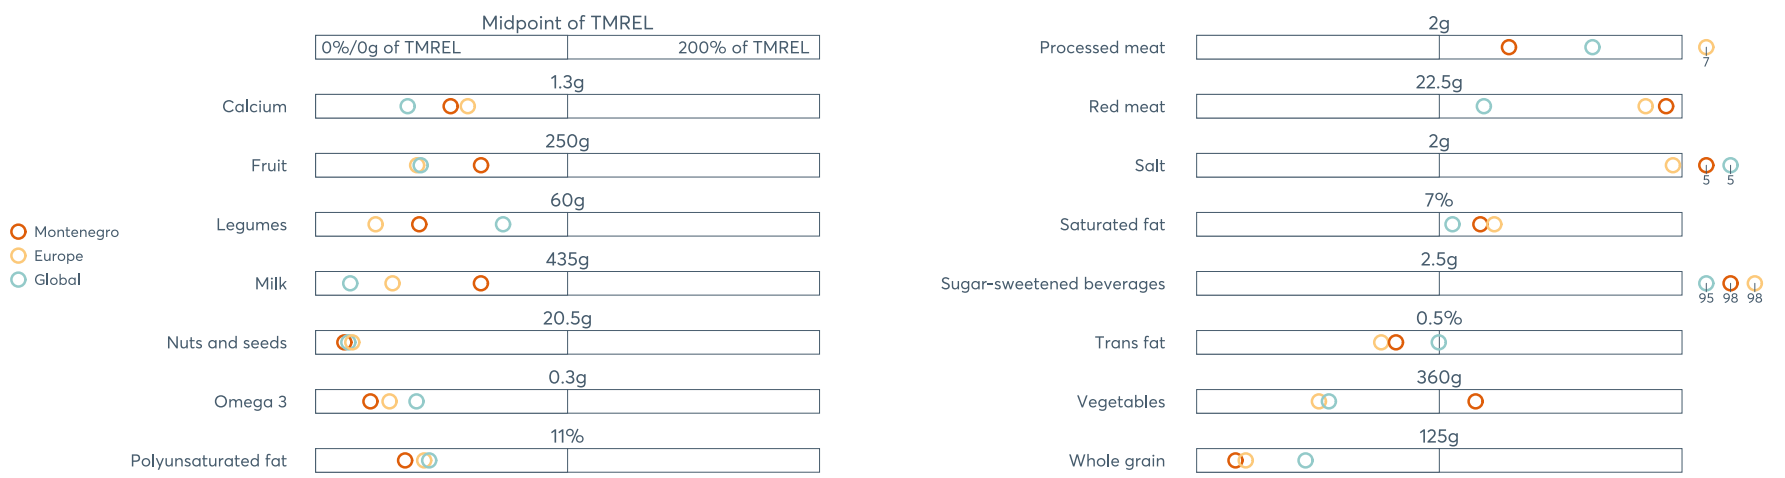 Midpoint of TMREL
0%/0g of TMREL 200% of TMREL
1.3g
Calcium
250g
Fruit
60g
Legumes
435g
Milk
20.5g
Nuts and seeds
0.3g
Omega 3
11%
Polyunsaturated fat
Montenegro
Europe
Global
2g
Processed meat
7
22.5g
Red meat
2g
Salt
5 5
7%
Saturated fat
2.5g
Sugar-sweetened beverages
95 98 98
0.5%
Trans fat
360g
Vegetables
125g
Whole grain